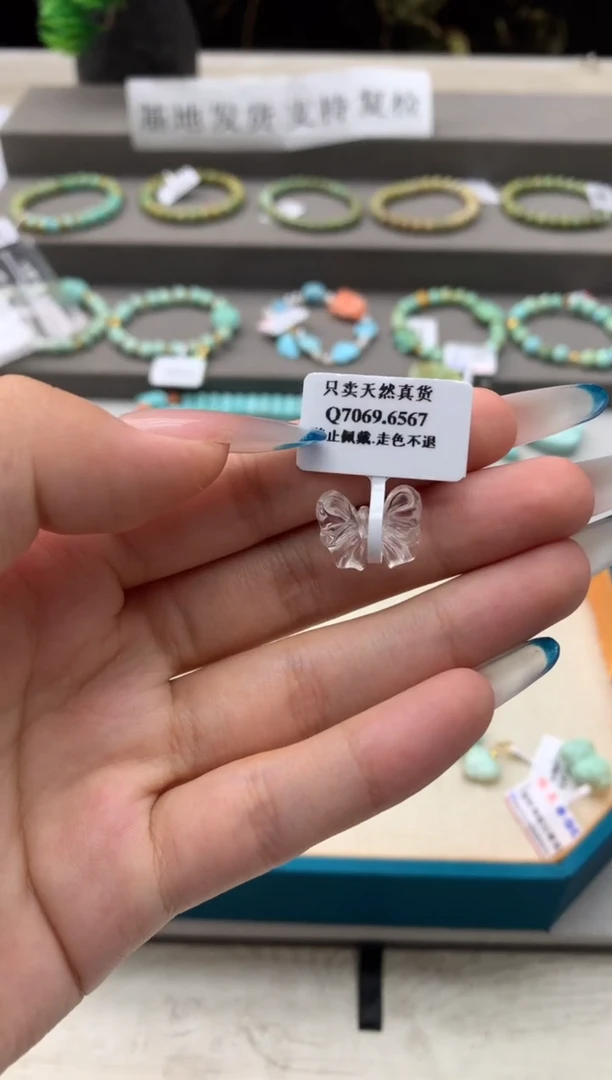 基地发货 支持复检
只卖天然真货
Q7069.6567
止佩戴.走色不退